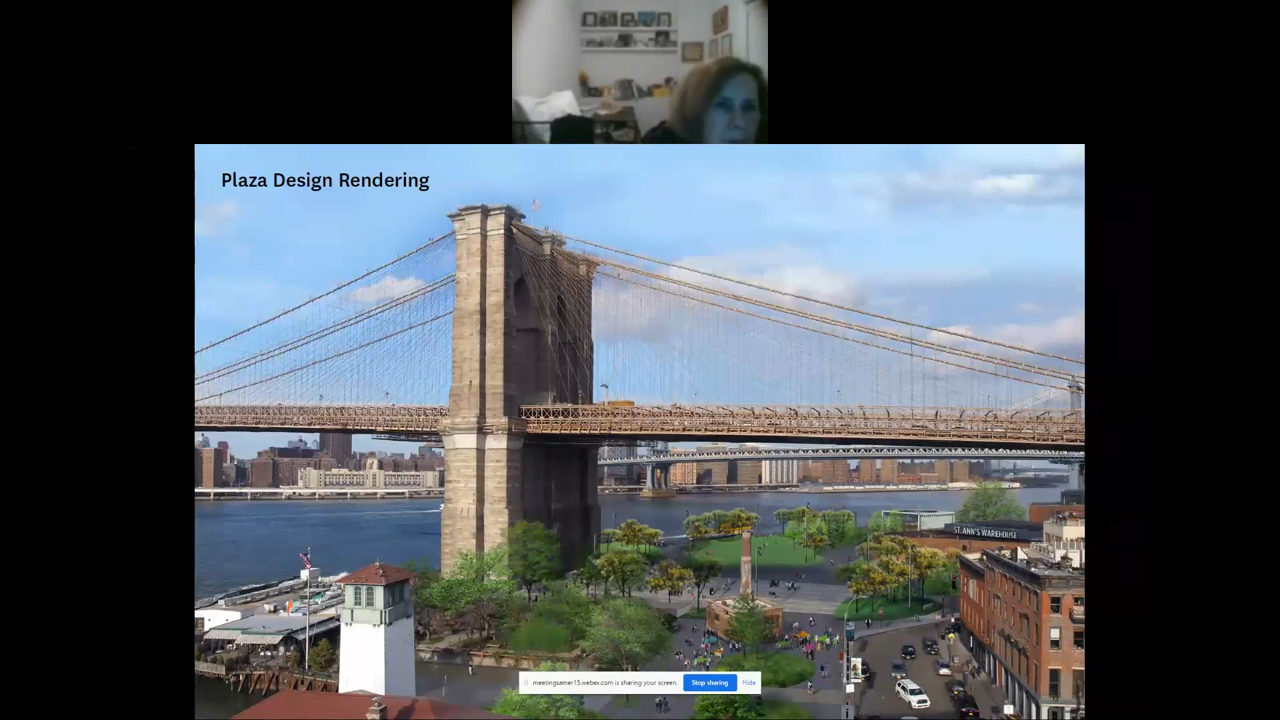 Plaza Design Rendering
ST. ANN'S WAREHOUSE
meetingsamer15.webex.com is sharing your screen.
Stop sharing
Hide